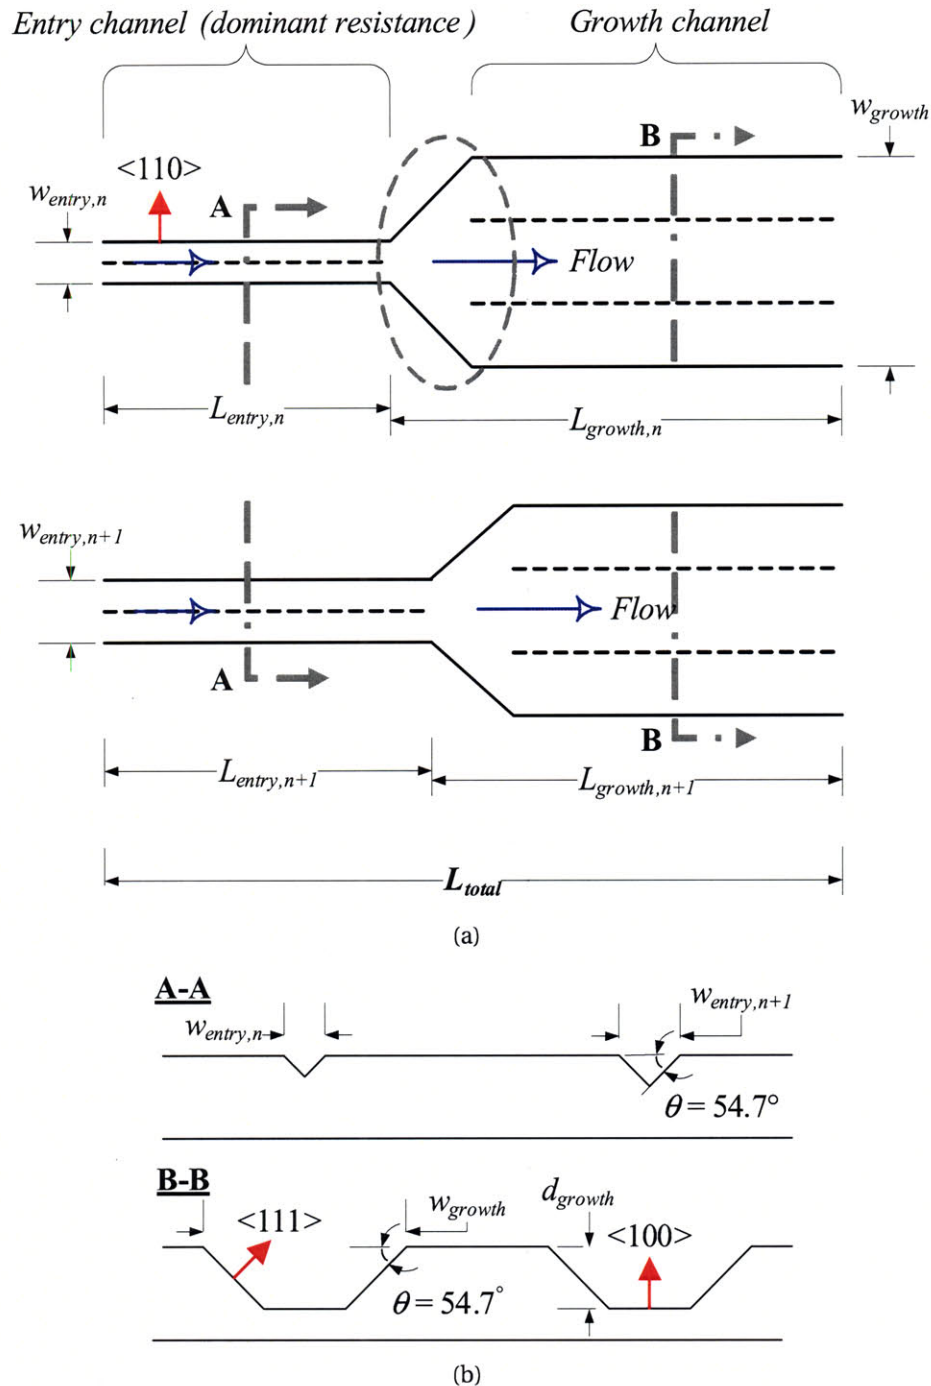 Entry channel (dominant resistance)
Growth channel
w_growth
B
<110>
w_entry,n
A
Flow
L_entry,n
L_growth,n
w_entry,n+1
Flow
A
B
L_entry,n+1
L_growth,n+1
L_total
(a)
A-A
w_entry,n
w_entry,n+1
θ = 54.7°
B-B
w_growth
d_growth
<111>
<100>
θ = 54.7°
(b)